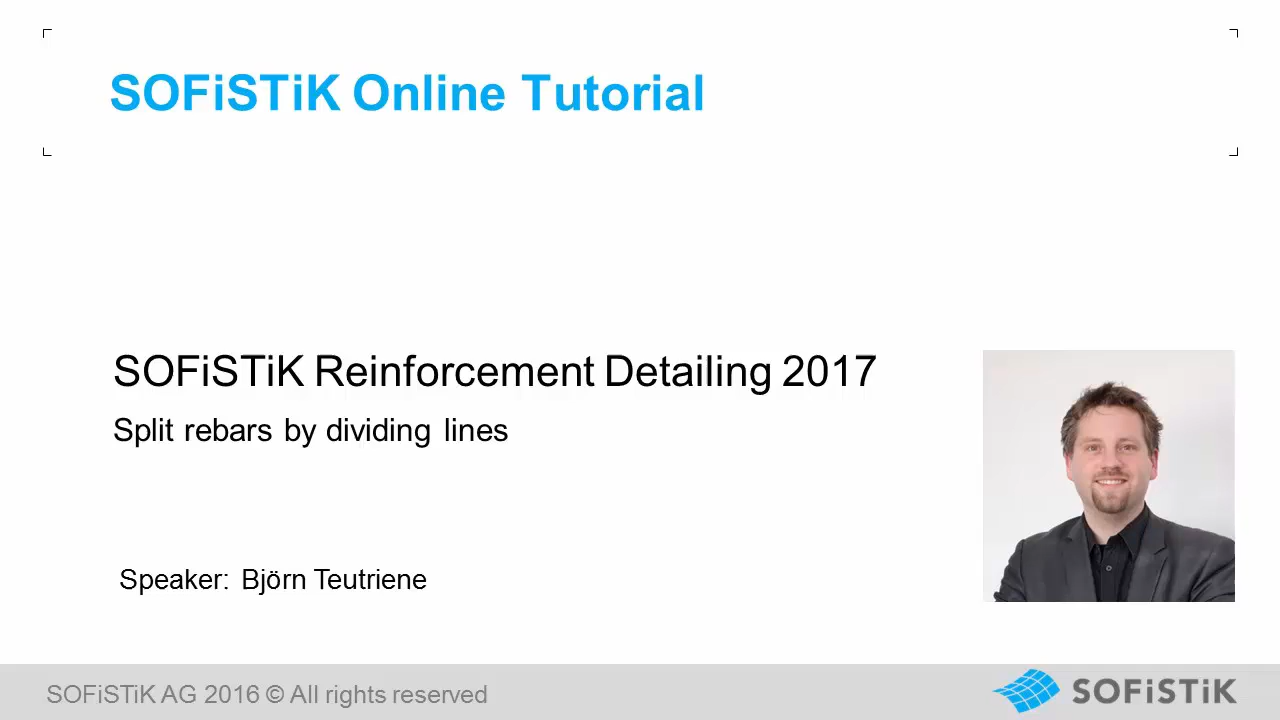 SOFiSTiK Online Tutorial
SOFiSTiK Reinforcement Detailing 2017
Split rebars by dividing lines
Speaker: Björn Teutriene
SOFiSTiK AG 2016 © All rights reserved
SOFiSTiK